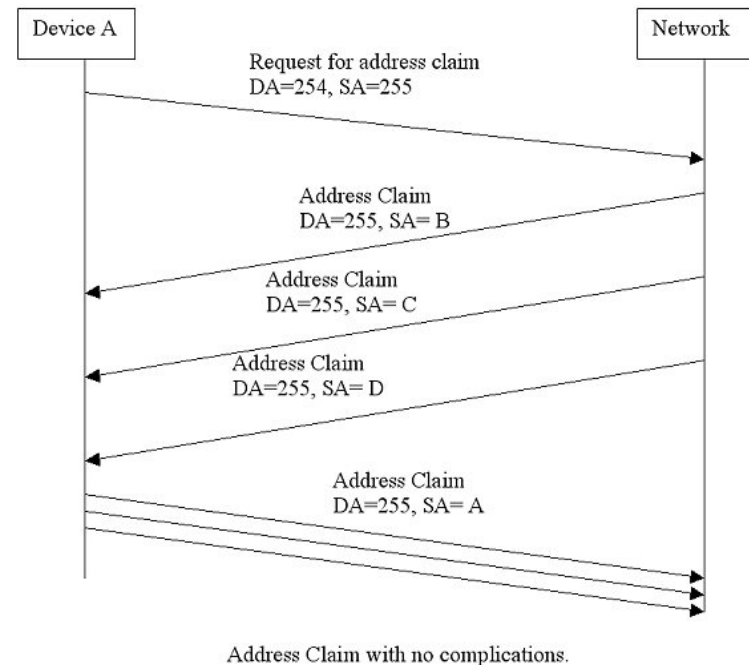 Device A
Network
Request for address claim
DA=254, SA=255
Address Claim
DA=255, SA= B
Address Claim
DA=255, SA= C
Address Claim
DA=255, SA= D
Address Claim
DA=255, SA= A
Address Claim with no complications.